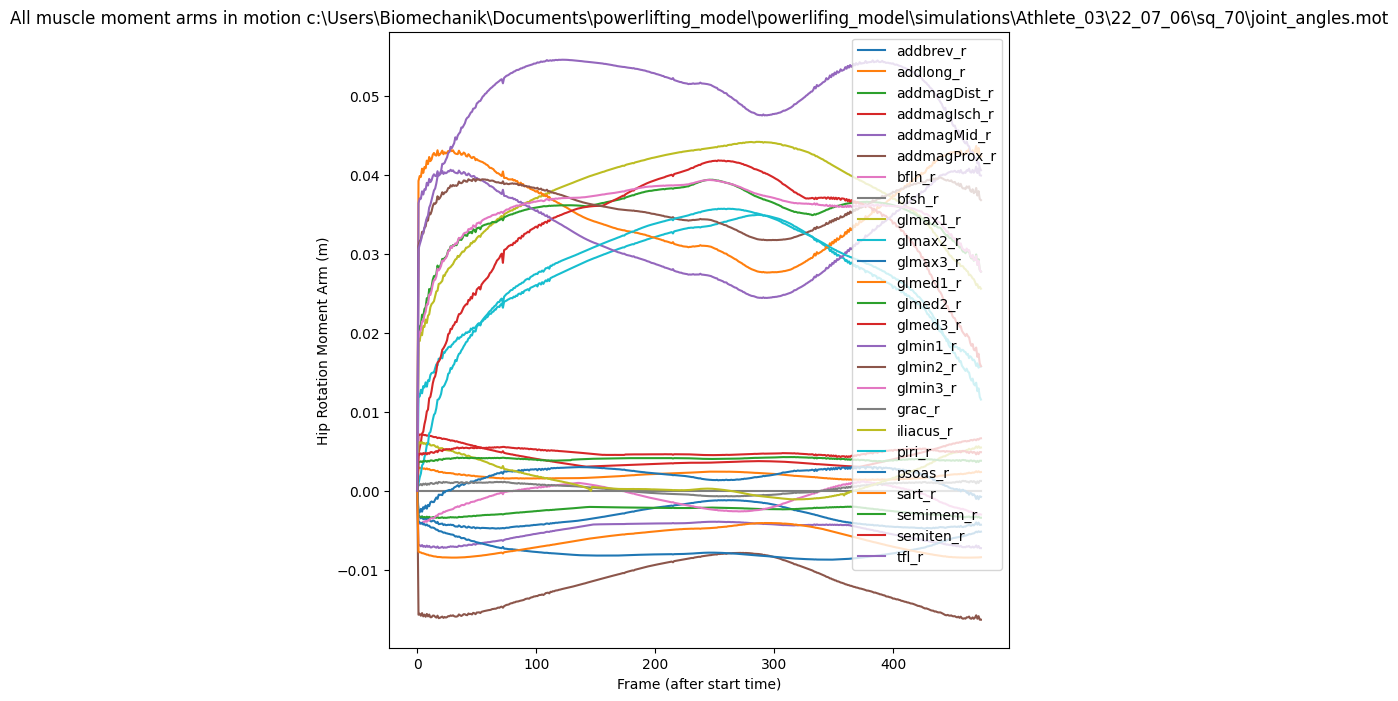 All muscle moment arms in motion c:\Users\Biomechanik\Documents\powerlifting_model\powerlifing_model\simulations\Athlete_03\22_07_06\sq_70\joint_angles.mot
addbrev_r
addlong_r
addmagDist_r
addmagIsch_r
addmagMid_r
addmagProx_r
bflh_r
bfsh_r
glmax1_r
glmax2_r
glmax3_r
glmed1_r
glmed2_r
glmed3_r
glmin1_r
glmin2_r
glmin3_r
grac_r
iliacus_r
piri_r
psoas_r
sart_r
semimem_r
semiten_r
tfl_r
Hip Rotation Moment Arm (m)
0.05
0.04
0.03
0.02
0.01
0.00
−0.01
0 100 200 300 400
Frame (after start time)